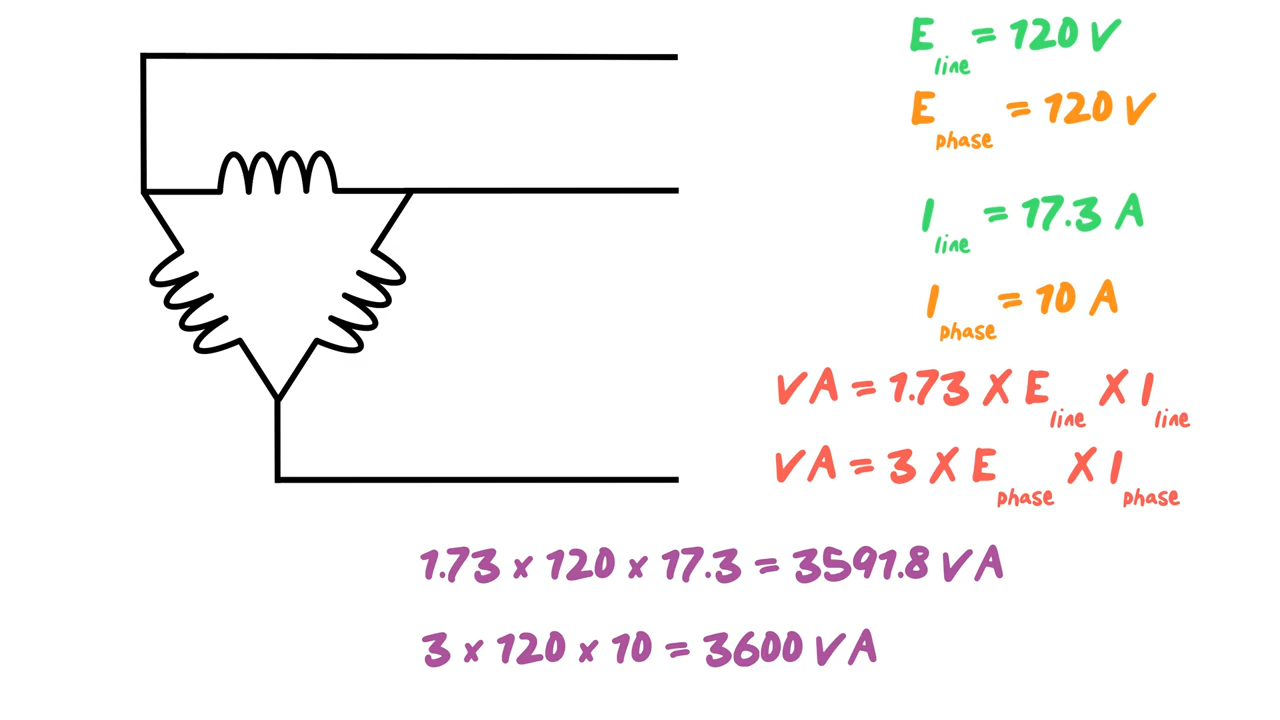 E line = 120 V
E phase = 120 V
I line = 17.3 A
I phase = 10 A
VA = 1.73 X E line X I line
VA = 3 X E phase X I phase
1.73 x 120 x 17.3 = 3591.8 VA
3 x 120 x 10 = 3600 VA